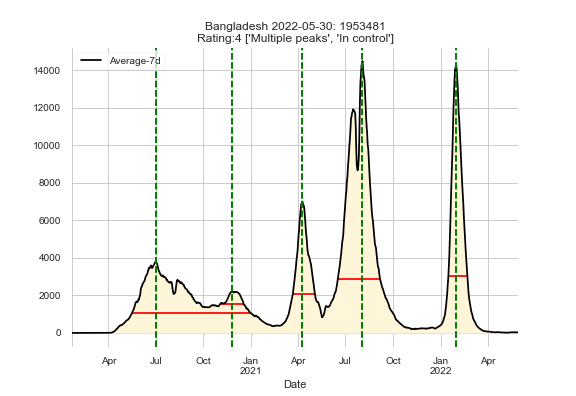 Bangladesh 2022-05-30: 1953481
Rating:4 ['Multiple peaks', 'In control']
Average-7d
14000
12000
10000
8000
6000
4000
2000
0
Apr Jul Oct Jan Apr Jul Oct Jan Apr
2021 2022
Date